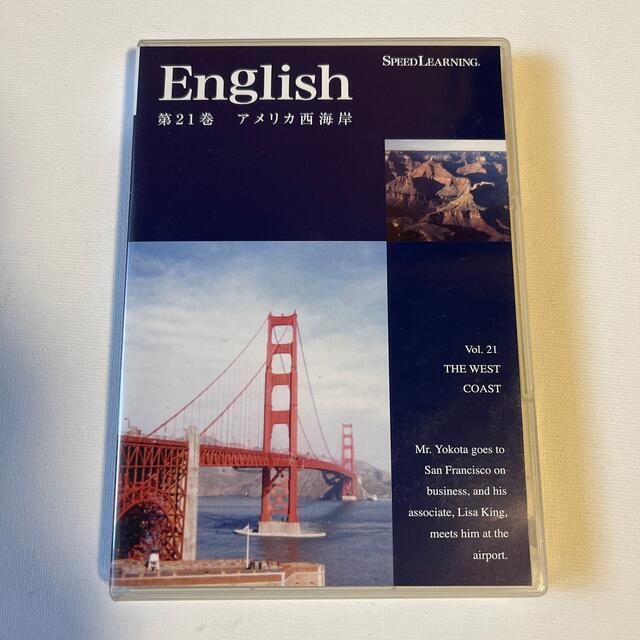 English
SPEEDLEARNING®
第21巻 アメリカ西海岸
Vol. 21
THE WEST
COAST
Mr. Yokota goes to
San Francisco on
business, and his
associate, Lisa King,
meets him at the
airport.